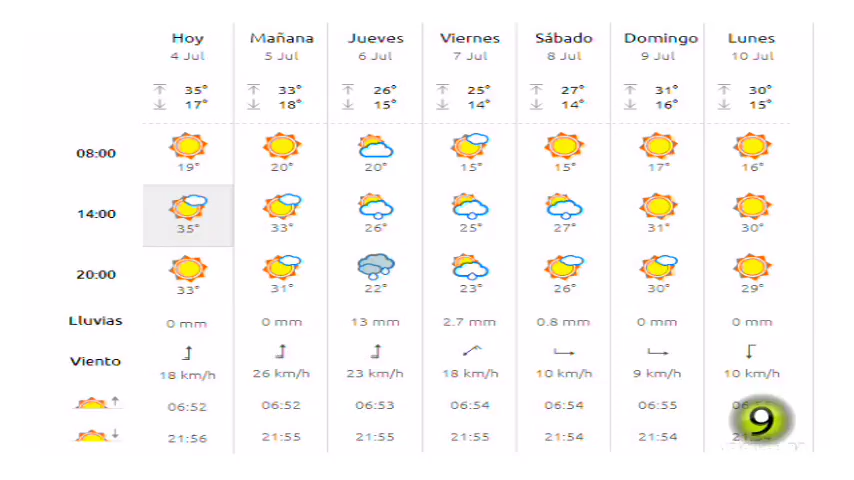 Hoy Mañana Jueves Viernes Sábado Domingo Lunes
4 Jul 5 Jul 6 Jul 7 Jul 8 Jul 9 Jul 10 Jul
35° 33° 26° 25° 27° 31° 30°
17° 18° 15° 14° 14° 16° 15°
08:00
19° 20° 20° 15° 15° 17° 16°
14:00
35° 33° 26° 25° 27° 31° 30°
20:00
33° 31° 22° 23° 26° 30° 29°
Lluvias 0 mm 0 mm 13 mm 2.7 mm 0.8 mm 0 mm 0 mm
Viento
18 km/h 26 km/h 23 km/h 18 km/h 10 km/h 9 km/h 10 km/h
06:52 06:52 06:53 06:54 06:54 06:55
21:56 21:55 21:55 21:55 21:54 21:54
9